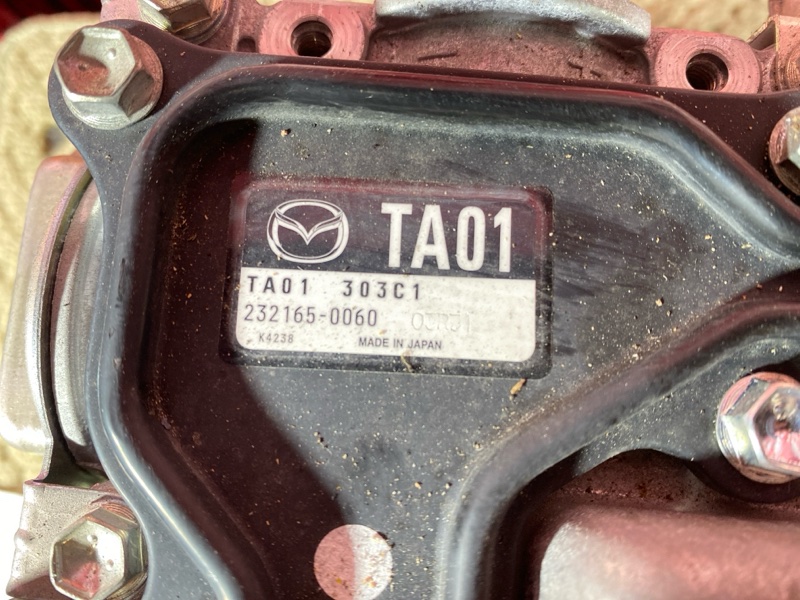 TA01
TA01 303C1
232165-0060
K4238
MADE IN JAPAN